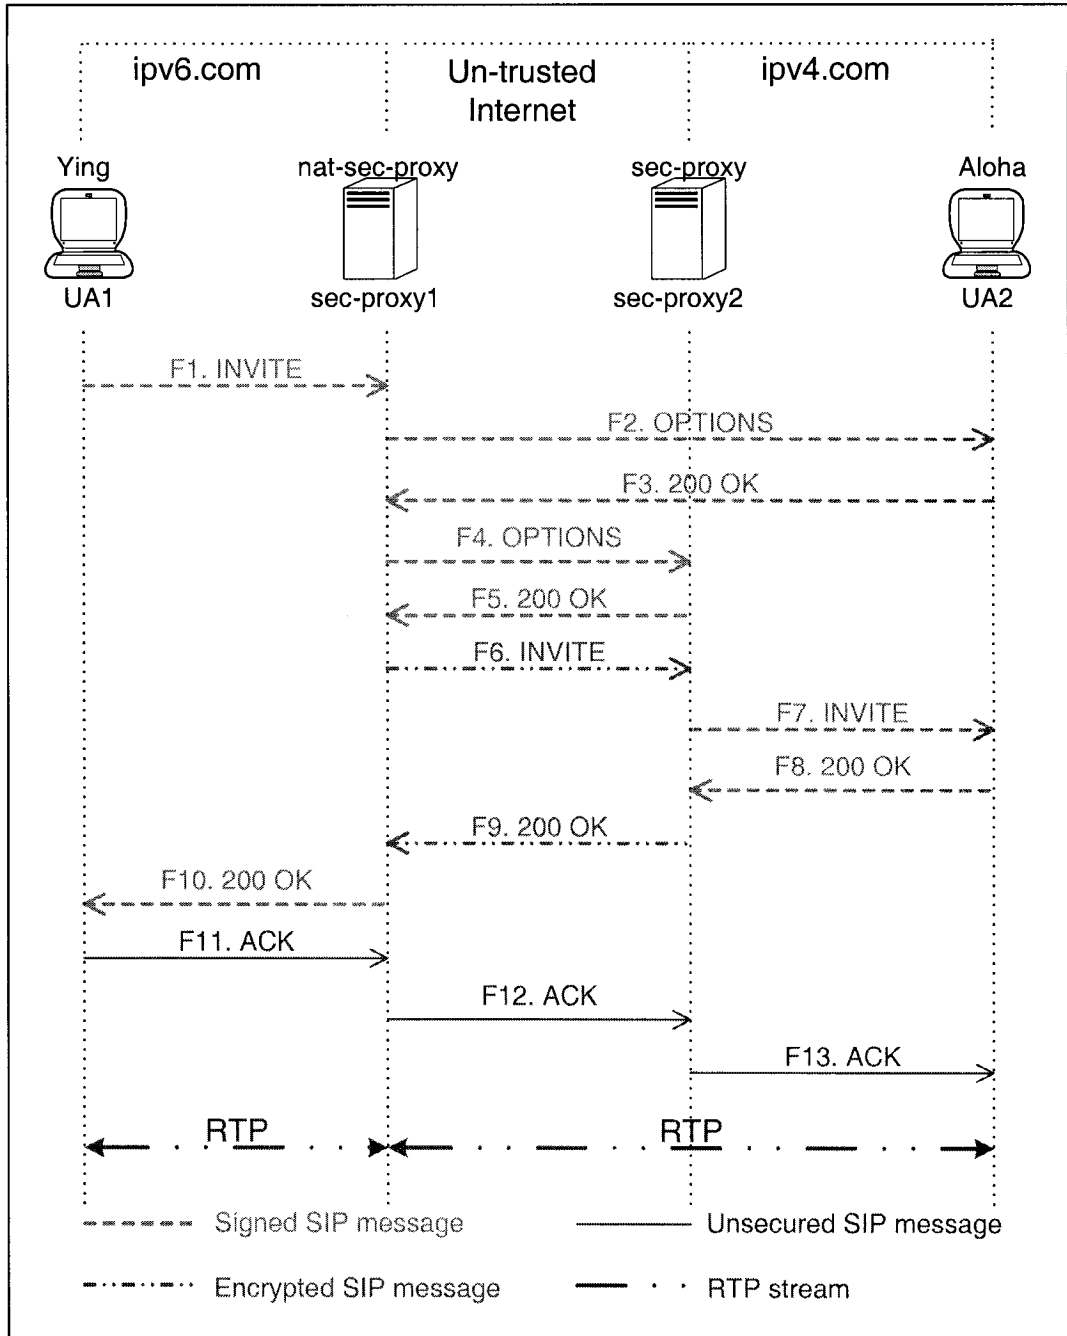 ipv6.com
Un-trusted
Internet
ipv4.com
Ying
nat-sec-proxy
sec-proxy
Aloha
UA1
sec-proxy1
sec-proxy2
UA2
F1. INVITE
F2. OPTIONS
F3. 200 OK
F4. OPTIONS
F5. 200 OK
F6. INVITE
F7. INVITE
F8. 200 OK
F9. 200 OK
F10. 200 OK
F11. ACK
F12. ACK
F13. ACK
RTP
RTP
Signed SIP message
Unsecured SIP message
Encrypted SIP message
RTP stream